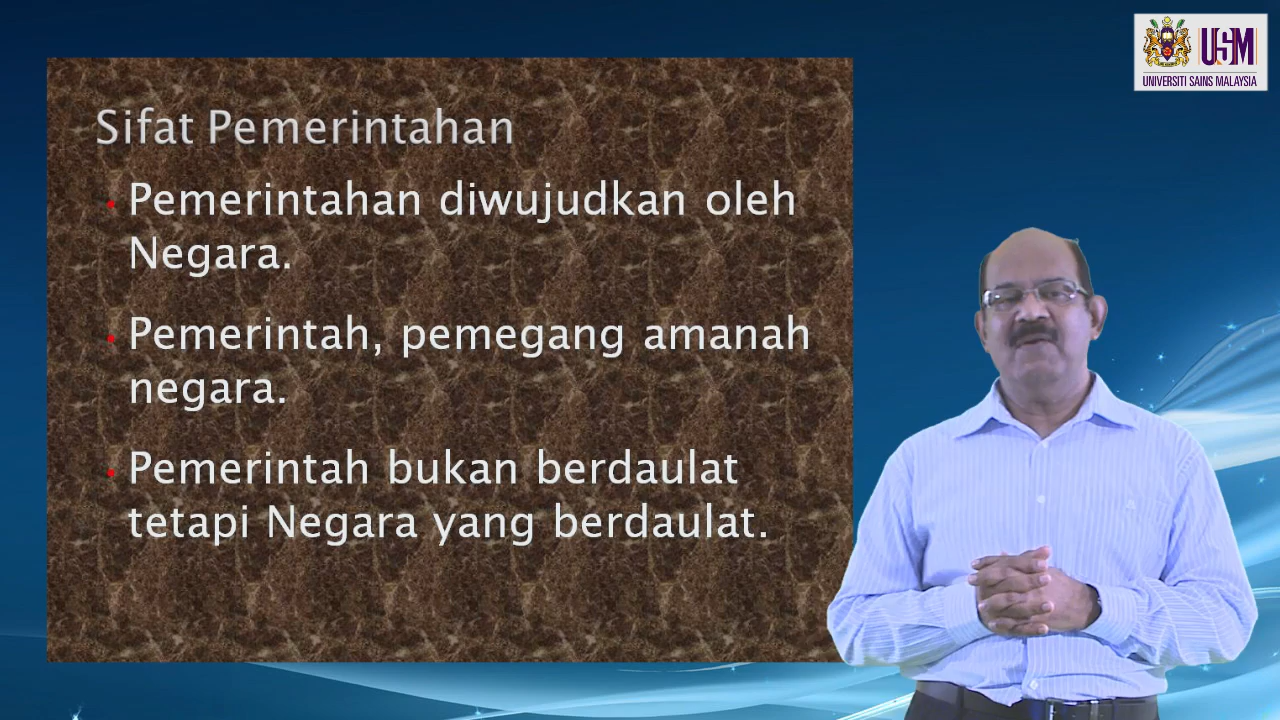 USM
UNIVERSITI SAINS MALAYSIA
Sifat Pemerintahan
• Pemerintahan diwujudkan oleh
Negara.
• Pemerintah, pemegang amanah
negara.
• Pemerintah bukan berdaulat
tetapi Negara yang berdaulat.